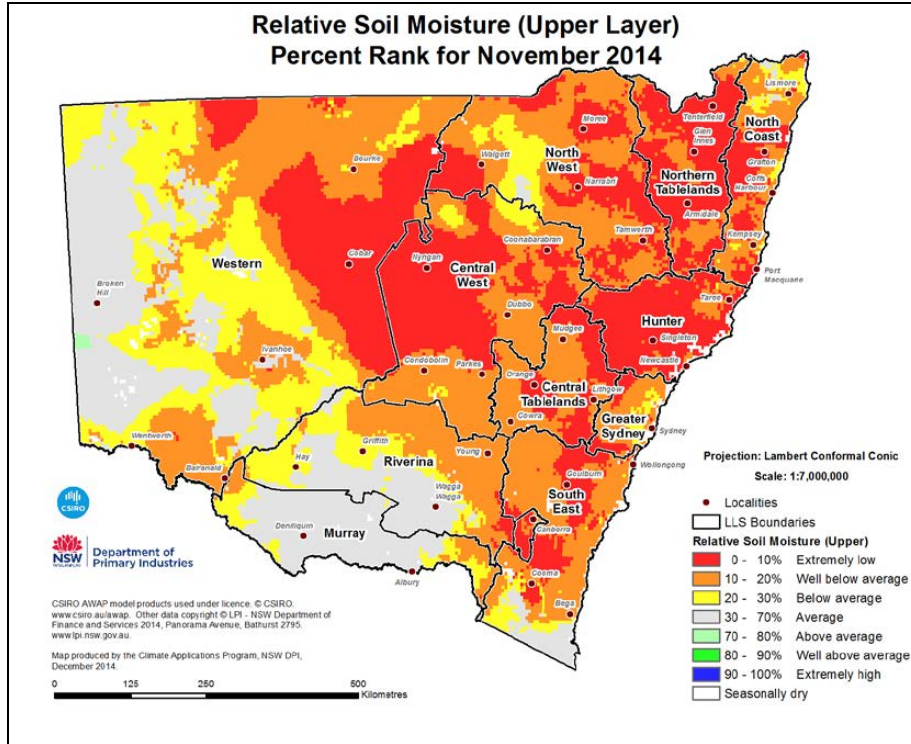 Relative Soil Moisture (Upper Layer)
Percent Rank for November 2014
Lismore
Tenterfield
North
Coast
Moree
Glen
Innes
Bourke
Walgett
North
West
Grafton
Northern
Tablelands
Coffs
Harbour
Narrabri
Armidale
Tamworth
Kempsey
Coonabarabran
Western
Cobar
Nyngan
Central
West
Port
Macquarie
Broken
Hill
Taree
Dubbo
Hunter
Mudgee
Singleton
Ivanhoe
Newcastle
Condobolin
Parkes
Orange
Central
Tablelands
Lithgow
Greater
Sydney
Cowra
Sydney
Wentworth
Griffith
Balranald
Hay
Riverina
Young
Wollongong
Goulburn
South
East
Wagga
Wagga
Deniliquin
Murray
Canberra
Albury
Cooma
Bega
CSIRO
NSW
Department of
Primary Industries
CSIRO AWAP model products used under licence. © CSIRO.
www.csiro.au/awap. Other data copyright © LPI - NSW Department of
Finance and Services 2014, Panorama Avenue, Bathurst 2795.
www.lpi.nsw.gov.au.
Map produced by the Climate Applications Program, NSW DPI,
December 2014.
0 125 250 500
Kilometres
Projection: Lambert Conformal Conic
Scale: 1:7,000,000
Localities
LLS Boundaries
Relative Soil Moisture (Upper)
0 - 10% Extremely low
10 - 20% Well below average
20 - 30% Below average
30 - 70% Average
70 - 80% Above average
80 - 90% Well above average
90 - 100% Extremely high
Seasonally dry